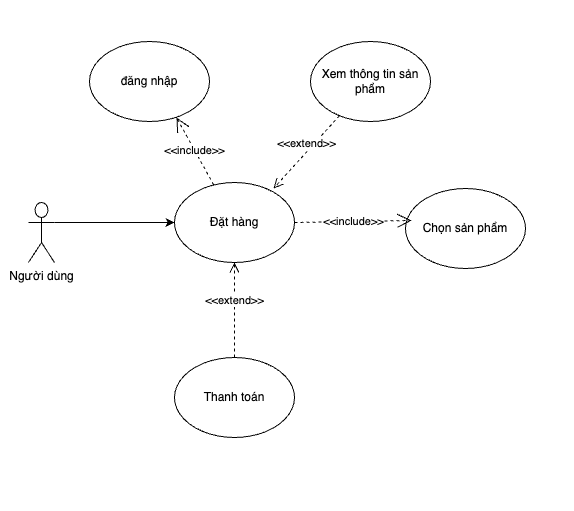 đăng nhập
Xem thông tin sản
phẩm
<<include>>
<<extend>>
Đặt hàng
<<include>>
Chọn sản phẩm
Người dùng
<<extend>>
Thanh toán